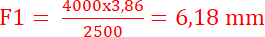 F1 = 4000x3,86/2500 = 6,18 mm